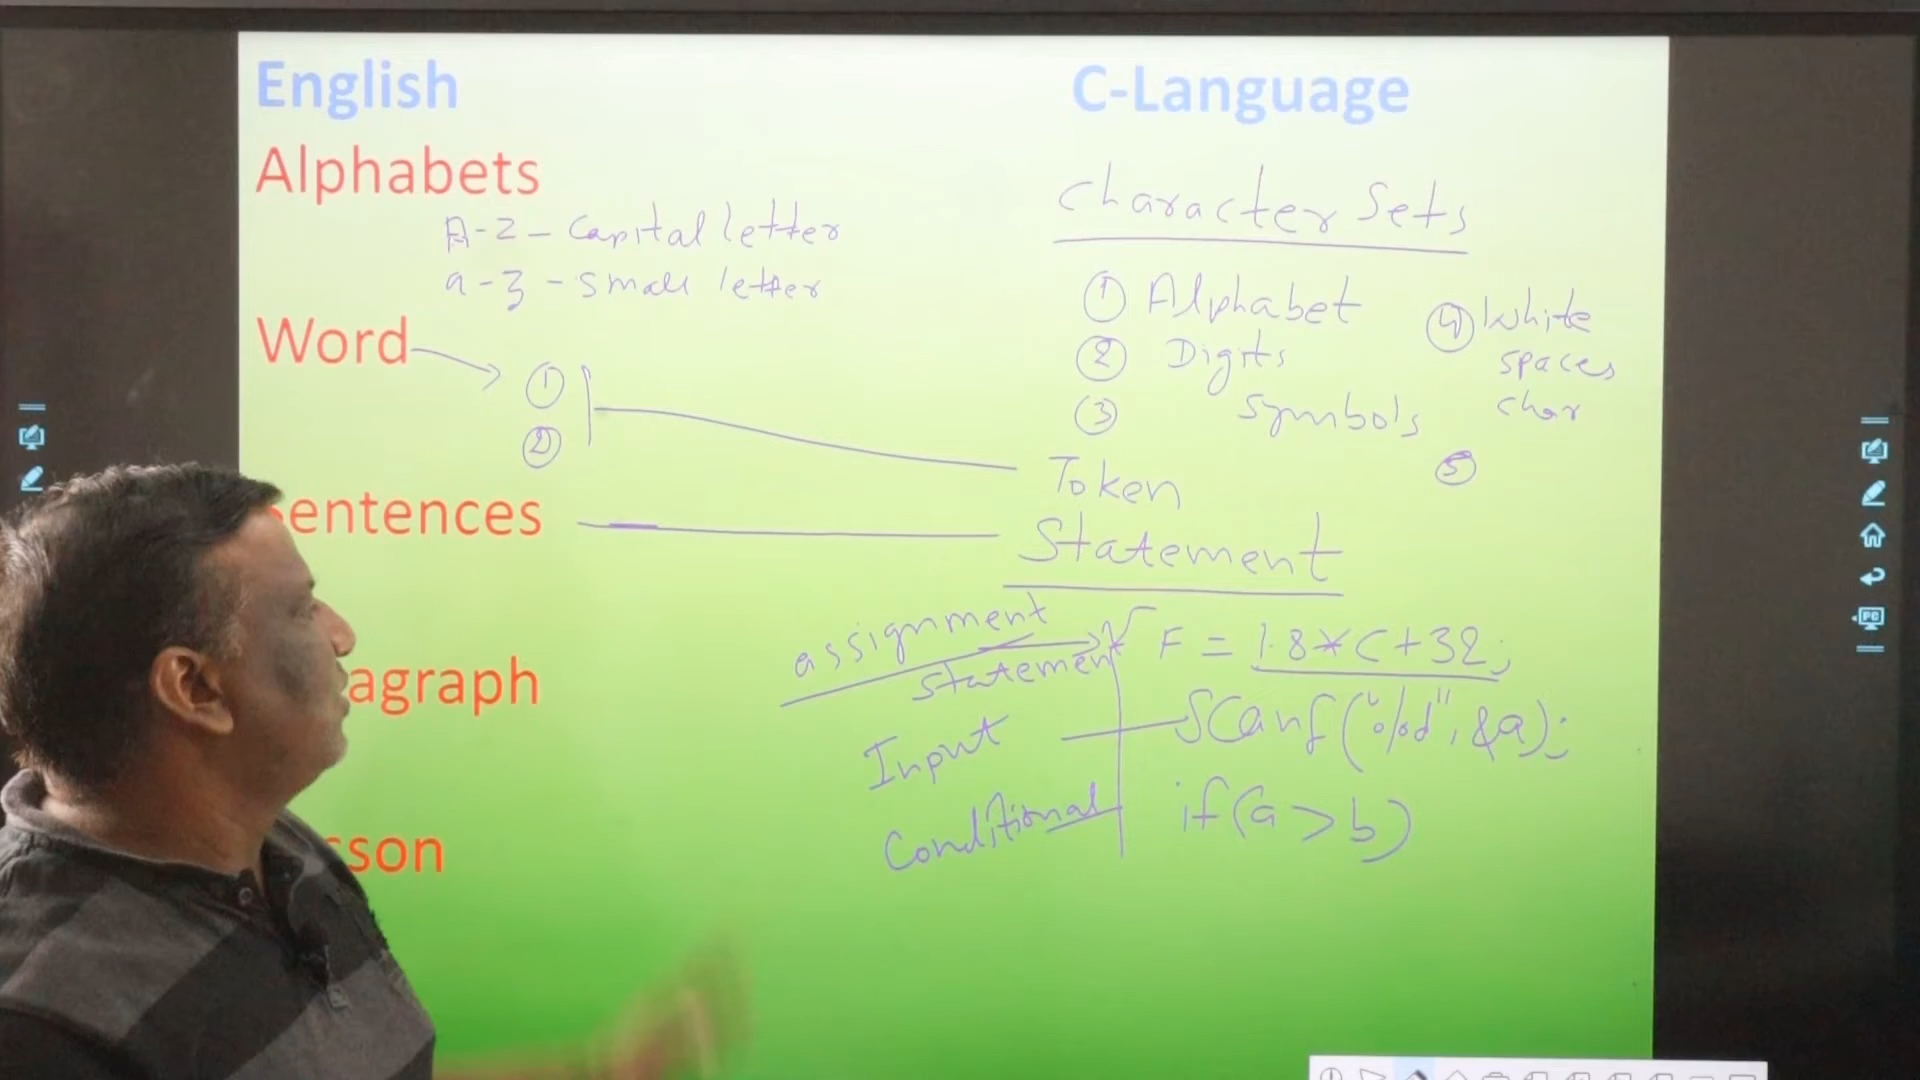 English
C-Language
Alphabets
Character Sets
A-Z - Capital letter
a-z - small letter
① Alphabet
② Digits
③ symbols
④ White
spaces
char
⑤
Word
①
②
Token
entences
Statement
assignment
statement
F = 1.8*C+32;
agraph
Input
Scanf("%d", &a);
Conditional
if(a > b)
sson